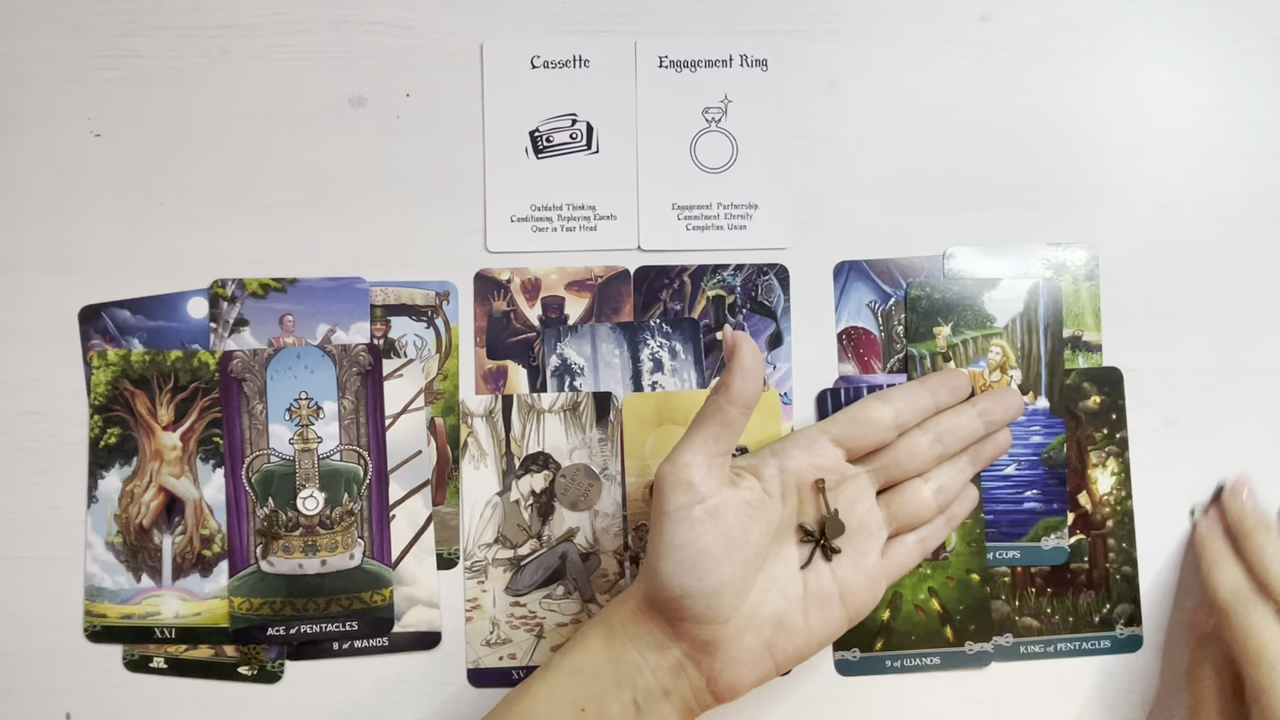 Cassette
Outdated Thinking,
Conditioning, Replaying Events
Over in Your Head
Engagement Ring
Engagement, Partnership,
Commitment, Eternity,
Completion, Union
XXI
ACE of PENTACLES
8 of WANDS
XV
of CUPS
9 of WANDS
KING of PENTACLES